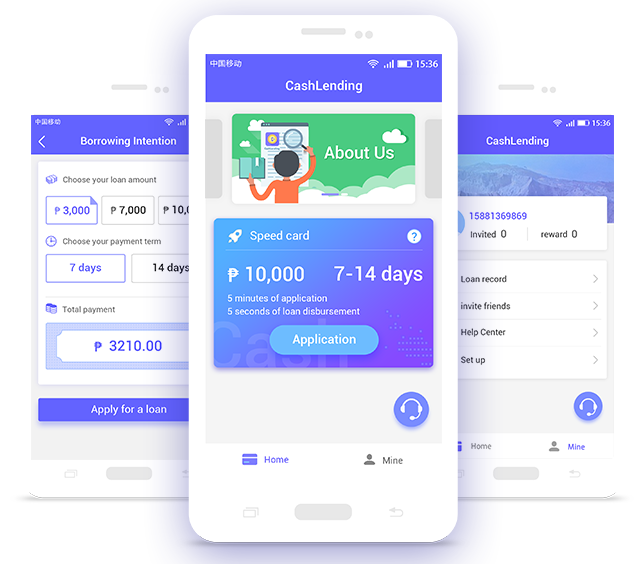 中国移动
Borrowing Intention
Choose your loan amount
₱ 3,000
₱ 7,000
₱ 10,0
Choose your payment term
7 days
14 days
Total payment
₱ 3210.00
Apply for a loan
中国移动 15:36
CashLending
About Us
Speed card ?
₱ 10,000 7-14 days
5 minutes of application
5 seconds of loan disbursement
Cash
Application
Home Mine
15:36
CashLending
15881369869
Invited 0 reward 0
Loan record
invite friends
Help Center
Set up
Home Mine